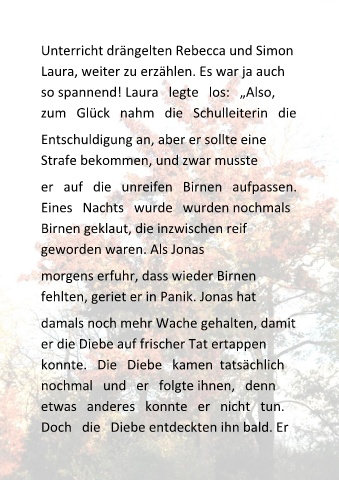 Unterricht drängelten Rebecca und Simon
Laura, weiter zu erzählen. Es war ja auch
so spannend! Laura legte los: „Also,
zum Glück nahm die Schulleiterin die
Entschuldigung an, aber er sollte eine
Strafe bekommen, und zwar musste
er auf die unreifen Birnen aufpassen.
Eines Nachts wurde wurden nochmals
Birnen geklaut, die inzwischen reif
geworden waren. Als Jonas
morgens erfuhr, dass wieder Birnen
fehlten, geriet er in Panik. Jonas hat
damals noch mehr Wache gehalten, damit
er die Diebe auf frischer Tat ertappen
konnte. Die Diebe kamen tatsächlich
nochmal und er folgte ihnen, denn
etwas anderes konnte er nicht tun.
Doch die Diebe entdeckten ihn bald. Er